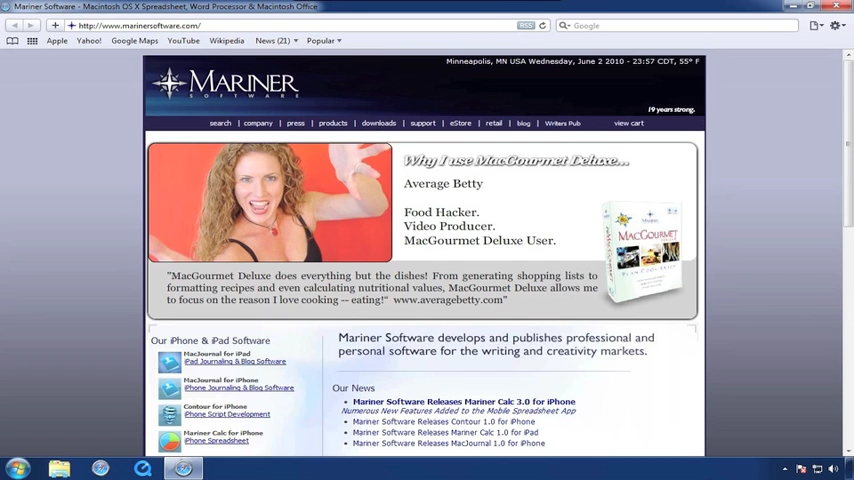 Mariner Software - Macintosh OS X Spreadsheet, Word Processor & Macintosh Office
http://www.marinersoftware.com/
RSS
Google
Apple Yahoo! Google Maps YouTube Wikipedia News (21) Popular
Minneapolis, MN USA Wednesday, June 2 2010 - 23:57 CDT, 55° F
MARINER
SOFTWARE
19 years strong.
search | company | press | products | downloads | support | eStore | retail | blog | Writers Pub view cart
Why I use MacGourmet Deluxe...
Average Betty
Food Hacker.
Video Producer.
MacGourmet Deluxe User.
MARINER
MACGOURMET
"MacGourmet Deluxe does everything but the dishes! From generating shopping lists to
formatting recipes and even calculating nutritional values, MacGourmet Deluxe allows me
to focus on the reason I love cooking -- eating!" www.averagebetty.com"
Our iPhone & iPad Software
MacJournal for iPad
iPad Journaling & Blog Software
MacJournal for iPhone
iPhone Journaling & Blog Software
Contour for iPhone
iPhone Script Development
Mariner Calc for iPhone
iPhone Spreadsheet
Mariner Software develops and publishes professional and
personal software for the writing and creativity markets.
Our News
Mariner Software Releases Mariner Calc 3.0 for iPhone
Numerous New Features Added to the Mobile Spreadsheet App
Mariner Software Releases Contour 1.0 for iPhone
Mariner Software Releases Mariner Calc 1.0 for iPad
Mariner Software Releases MacJournal 1.0 for iPhone